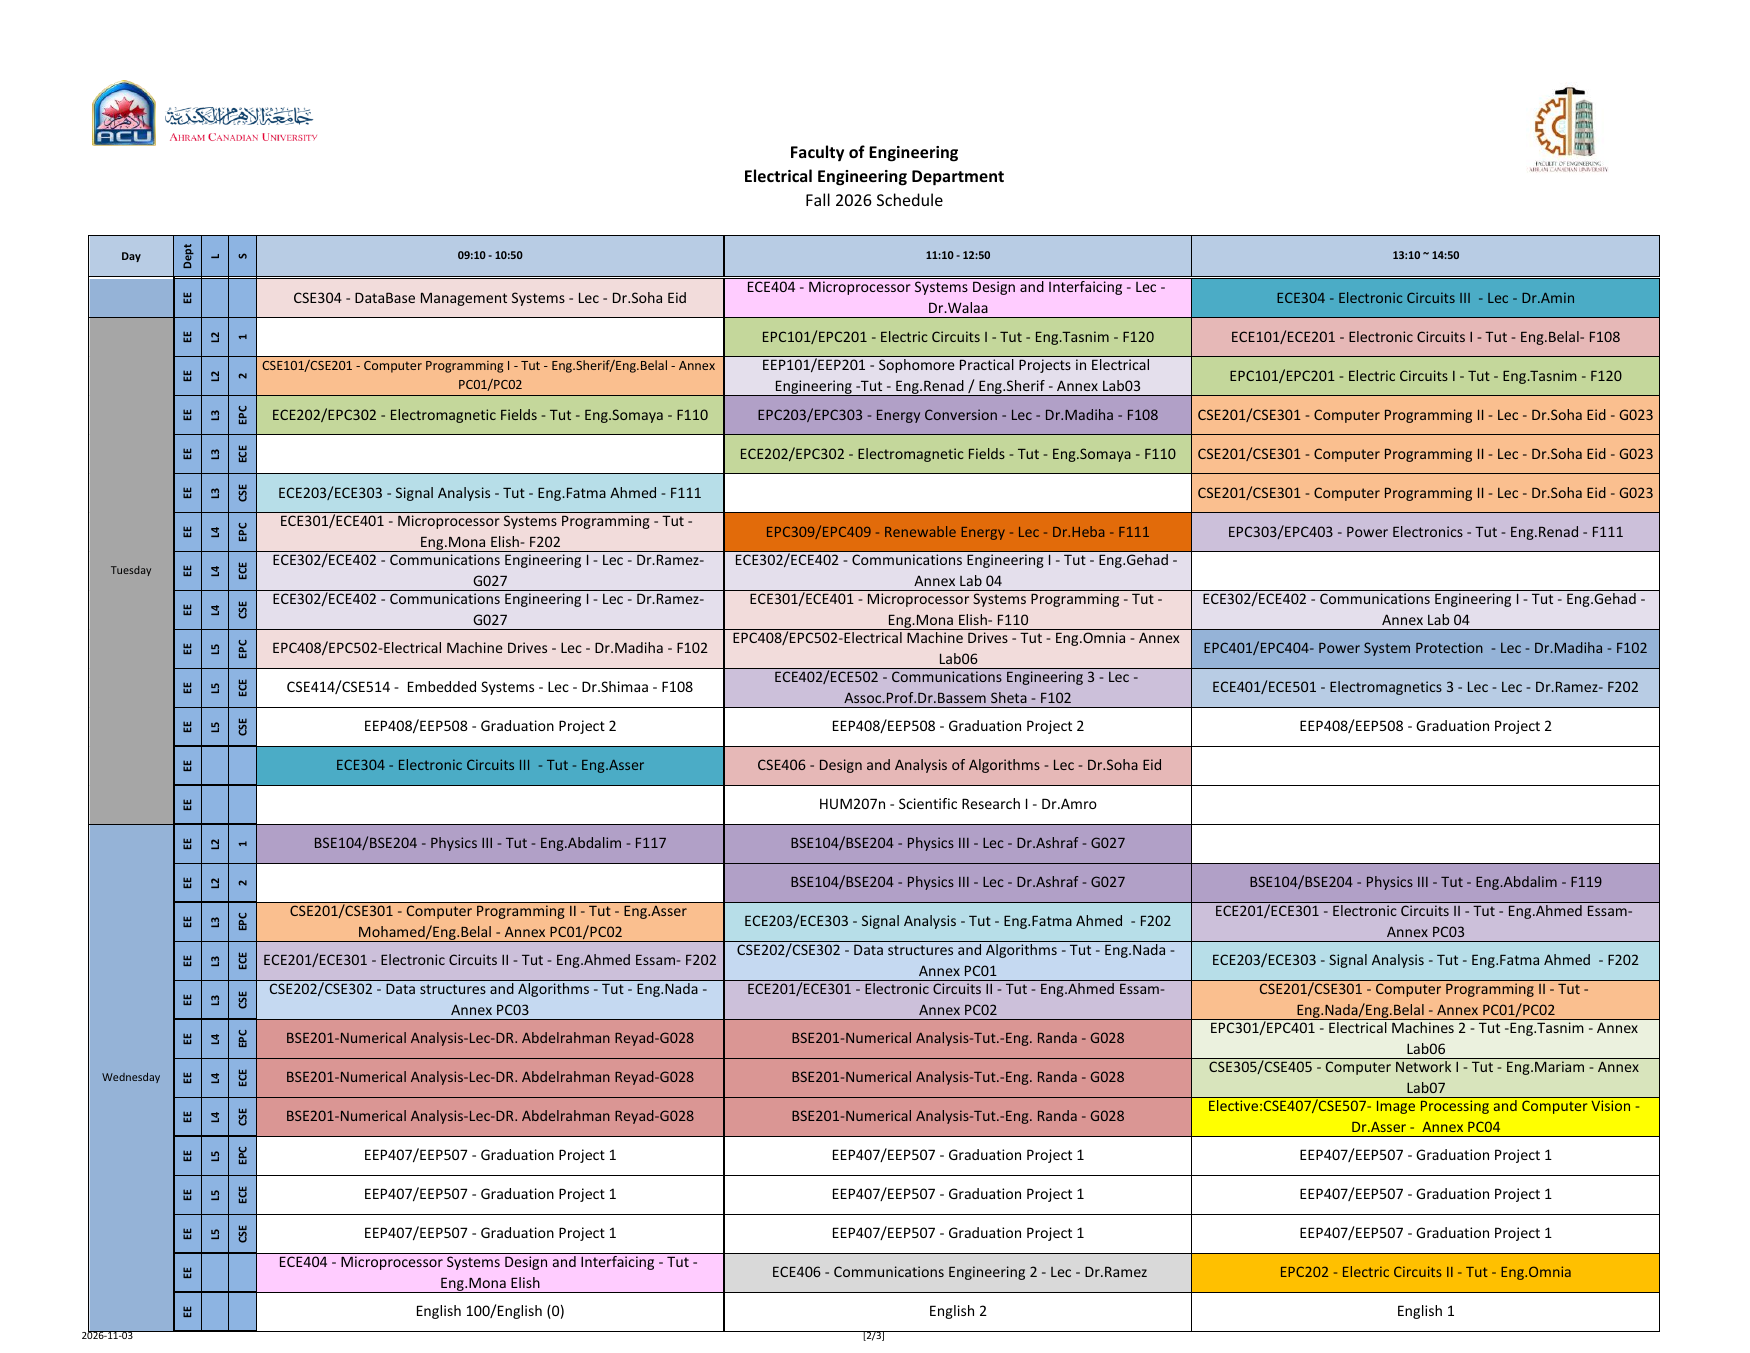 ACU
جامعة الاهرام الكندية
AHRAM CANADIAN UNIVERSITY
FACULTY OF ENGINEERING
AHRAM CANADIAN UNIVERSITY
Faculty of Engineering
Electrical Engineering Department
Fall 2026 Schedule
Day Dept L S 09:10 - 10:50 11:10 - 12:50 13:10 ~ 14:50
EE CSE304 - DataBase Management Systems - Lec - Dr.Soha Eid ECE404 - Microprocessor Systems Design and Interfaicing - Lec -
Dr.Walaa ECE304 - Electronic Circuits III - Lec - Dr.Amin
Tuesday
EE L2 1 EPC101/EPC201 - Electric Circuits I - Tut - Eng.Tasnim - F120 ECE101/ECE201 - Electronic Circuits I - Tut - Eng.Belal- F108
EE L2 2 CSE101/CSE201 - Computer Programming I - Tut - Eng.Sherif/Eng.Belal - Annex
PC01/PC02 EEP101/EEP201 - Sophomore Practical Projects in Electrical
Engineering -Tut - Eng.Renad / Eng.Sherif - Annex Lab03 EPC101/EPC201 - Electric Circuits I - Tut - Eng.Tasnim - F120
EE L3 EPC ECE202/EPC302 - Electromagnetic Fields - Tut - Eng.Somaya - F110 EPC203/EPC303 - Energy Conversion - Lec - Dr.Madiha - F108 CSE201/CSE301 - Computer Programming II - Lec - Dr.Soha Eid - G023
EE L3 ECE ECE202/EPC302 - Electromagnetic Fields - Tut - Eng.Somaya - F110 CSE201/CSE301 - Computer Programming II - Lec - Dr.Soha Eid - G023
EE L3 CSE ECE203/ECE303 - Signal Analysis - Tut - Eng.Fatma Ahmed - F111 CSE201/CSE301 - Computer Programming II - Lec - Dr.Soha Eid - G023
EE L4 EPC ECE301/ECE401 - Microprocessor Systems Programming - Tut -
Eng.Mona Elish- F202 EPC309/EPC409 - Renewable Energy - Lec - Dr.Heba - F111 EPC303/EPC403 - Power Electronics - Tut - Eng.Renad - F111
EE L4 ECE ECE302/ECE402 - Communications Engineering I - Lec - Dr.Ramez-
G027 ECE302/ECE402 - Communications Engineering I - Tut - Eng.Gehad -
Annex Lab 04
EE L4 CSE ECE302/ECE402 - Communications Engineering I - Lec - Dr.Ramez-
G027 ECE301/ECE401 - Microprocessor Systems Programming - Tut -
Eng.Mona Elish- F110 ECE302/ECE402 - Communications Engineering I - Tut - Eng.Gehad -
Annex Lab 04
EE L5 EPC EPC408/EPC502-Electrical Machine Drives - Lec - Dr.Madiha - F102 EPC408/EPC502-Electrical Machine Drives - Tut - Eng.Omnia - Annex
Lab06 EPC401/EPC404- Power System Protection - Lec - Dr.Madiha - F102
EE L5 ECE CSE414/CSE514 - Embedded Systems - Lec - Dr.Shimaa - F108 ECE402/ECE502 - Communications Engineering 3 - Lec -
Assoc.Prof.Dr.Bassem Sheta - F102 ECE401/ECE501 - Electromagnetics 3 - Lec - Lec - Dr.Ramez- F202
EE L5 CSE EEP408/EEP508 - Graduation Project 2 EEP408/EEP508 - Graduation Project 2 EEP408/EEP508 - Graduation Project 2
EE ECE304 - Electronic Circuits III - Tut - Eng.Asser CSE406 - Design and Analysis of Algorithms - Lec - Dr.Soha Eid
EE HUM207n - Scientific Research I - Dr.Amro
Wednesday
EE L2 1 BSE104/BSE204 - Physics III - Tut - Eng.Abdalim - F117 BSE104/BSE204 - Physics III - Lec - Dr.Ashraf - G027
EE L2 2 BSE104/BSE204 - Physics III - Lec - Dr.Ashraf - G027 BSE104/BSE204 - Physics III - Tut - Eng.Abdalim - F119
EE L3 EPC CSE201/CSE301 - Computer Programming II - Tut - Eng.Asser
Mohamed/Eng.Belal - Annex PC01/PC02 ECE203/ECE303 - Signal Analysis - Tut - Eng.Fatma Ahmed - F202 ECE201/ECE301 - Electronic Circuits II - Tut - Eng.Ahmed Essam-
Annex PC03
EE L3 ECE ECE201/ECE301 - Electronic Circuits II - Tut - Eng.Ahmed Essam- F202 CSE202/CSE302 - Data structures and Algorithms - Tut - Eng.Nada -
Annex PC01 ECE203/ECE303 - Signal Analysis - Tut - Eng.Fatma Ahmed - F202
EE L3 CSE CSE202/CSE302 - Data structures and Algorithms - Tut - Eng.Nada -
Annex PC03 ECE201/ECE301 - Electronic Circuits II - Tut - Eng.Ahmed Essam-
Annex PC02 CSE201/CSE301 - Computer Programming II - Tut -
Eng.Nada/Eng.Belal - Annex PC01/PC02
EE L4 EPC BSE201-Numerical Analysis-Lec-DR. Abdelrahman Reyad-G028 BSE201-Numerical Analysis-Tut.-Eng. Randa - G028 EPC301/EPC401 - Electrical Machines 2 - Tut -Eng.Tasnim - Annex
Lab06
EE L4 ECE BSE201-Numerical Analysis-Lec-DR. Abdelrahman Reyad-G028 BSE201-Numerical Analysis-Tut.-Eng. Randa - G028 CSE305/CSE405 - Computer Network I - Tut - Eng.Mariam - Annex
Lab07
EE L4 CSE BSE201-Numerical Analysis-Lec-DR. Abdelrahman Reyad-G028 BSE201-Numerical Analysis-Tut.-Eng. Randa - G028 Elective:CSE407/CSE507- Image Processing and Computer Vision -
Dr.Asser - Annex PC04
EE L5 EPC EEP407/EEP507 - Graduation Project 1 EEP407/EEP507 - Graduation Project 1 EEP407/EEP507 - Graduation Project 1
EE L5 ECE EEP407/EEP507 - Graduation Project 1 EEP407/EEP507 - Graduation Project 1 EEP407/EEP507 - Graduation Project 1
EE L5 CSE EEP407/EEP507 - Graduation Project 1 EEP407/EEP507 - Graduation Project 1 EEP407/EEP507 - Graduation Project 1
EE ECE404 - Microprocessor Systems Design and Interfaicing - Tut -
Eng.Mona Elish ECE406 - Communications Engineering 2 - Lec - Dr.Ramez EPC202 - Electric Circuits II - Tut - Eng.Omnia
EE English 100/English (0) English 2 English 1
2026-11-03 [2/3]